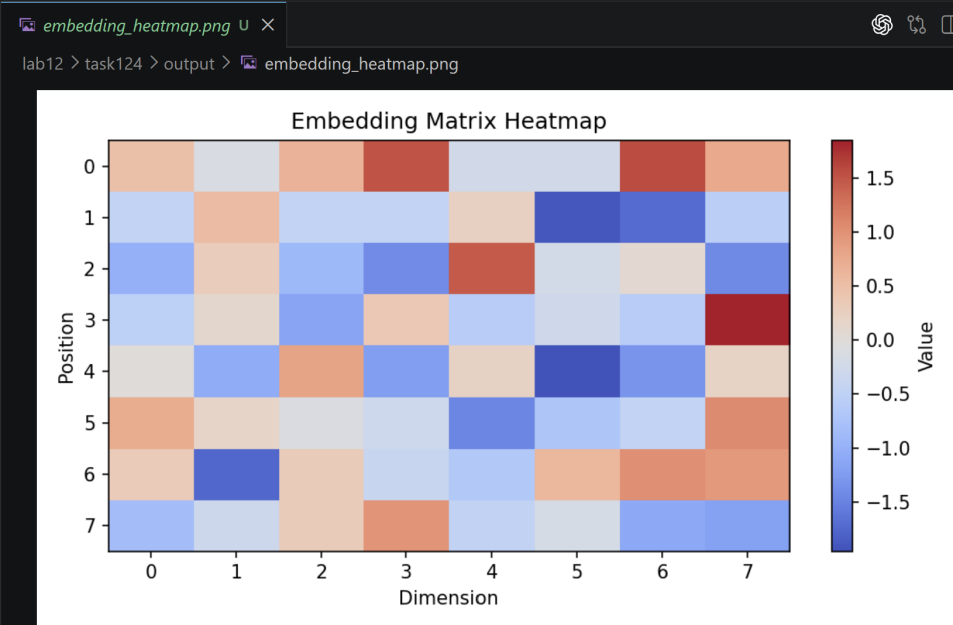 embedding_heatmap.png U
lab12 > task124 > output > embedding_heatmap.png
Embedding Matrix Heatmap
0
1
2
3
4
5
6
7
Position
0 1 2 3 4 5 6 7
Dimension
1.5
1.0
0.5
0.0
−0.5
−1.0
−1.5
Value